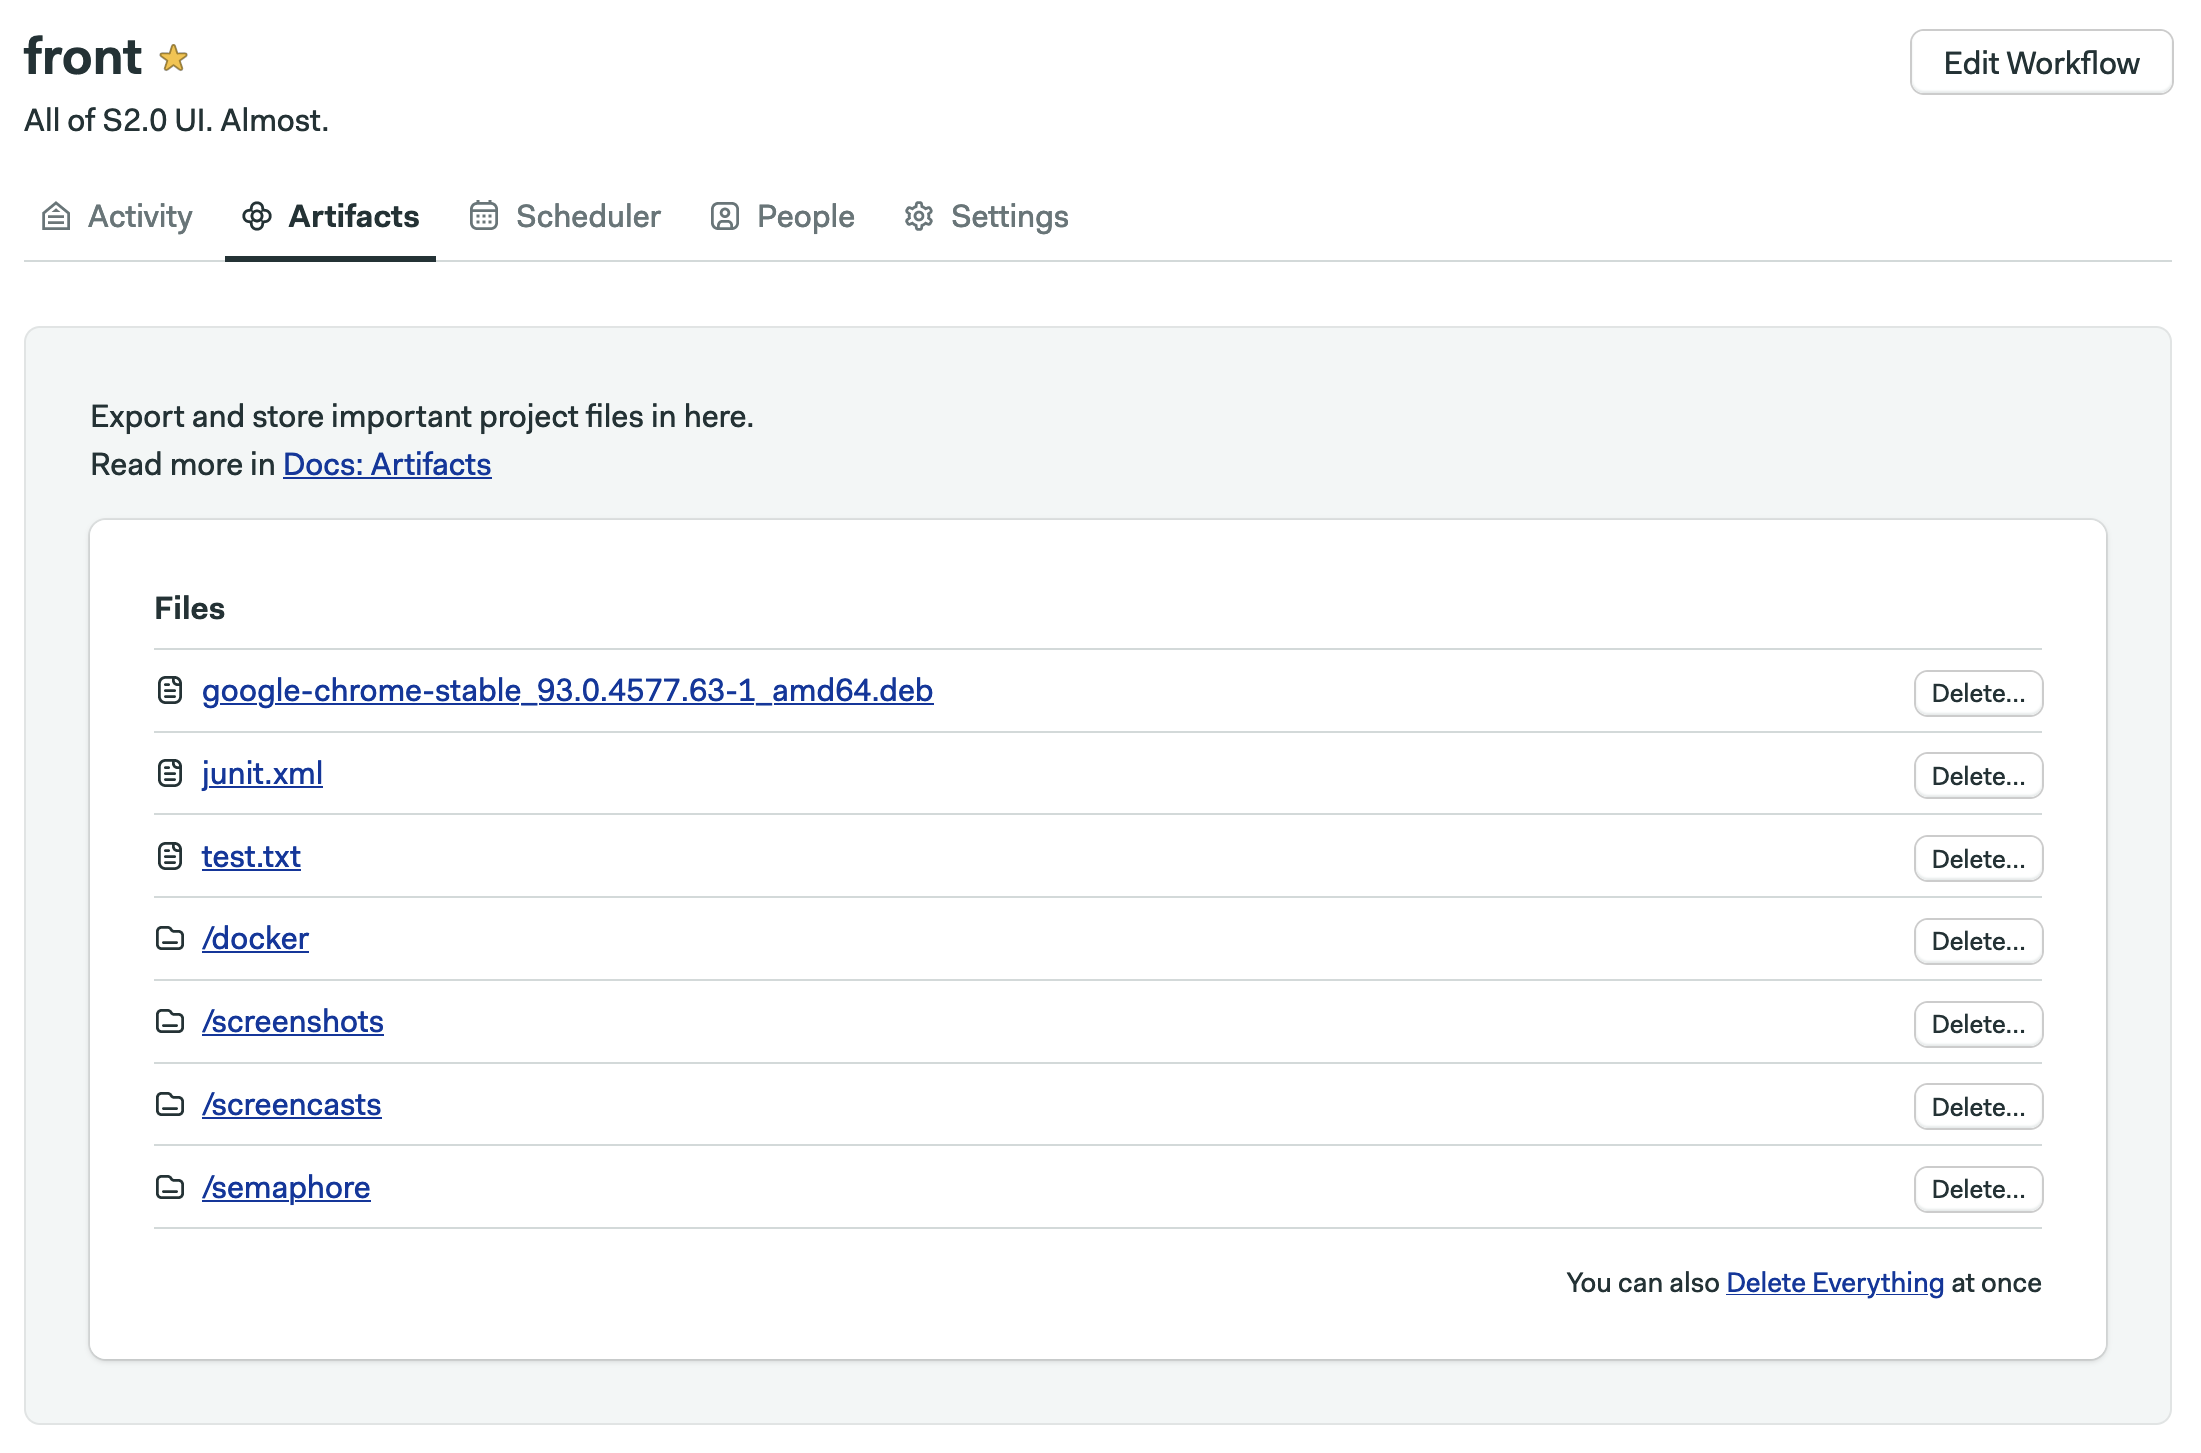 front
Edit Workflow
All of S2.0 UI. Almost.
Activity Artifacts Scheduler People Settings
Export and store important project files in here.
Read more in Docs: Artifacts
Files
google-chrome-stable_93.0.4577.63-1_amd64.deb Delete...
junit.xml Delete...
test.txt Delete...
/docker Delete...
/screenshots Delete...
/screencasts Delete...
/semaphore Delete...
You can also Delete Everything at once